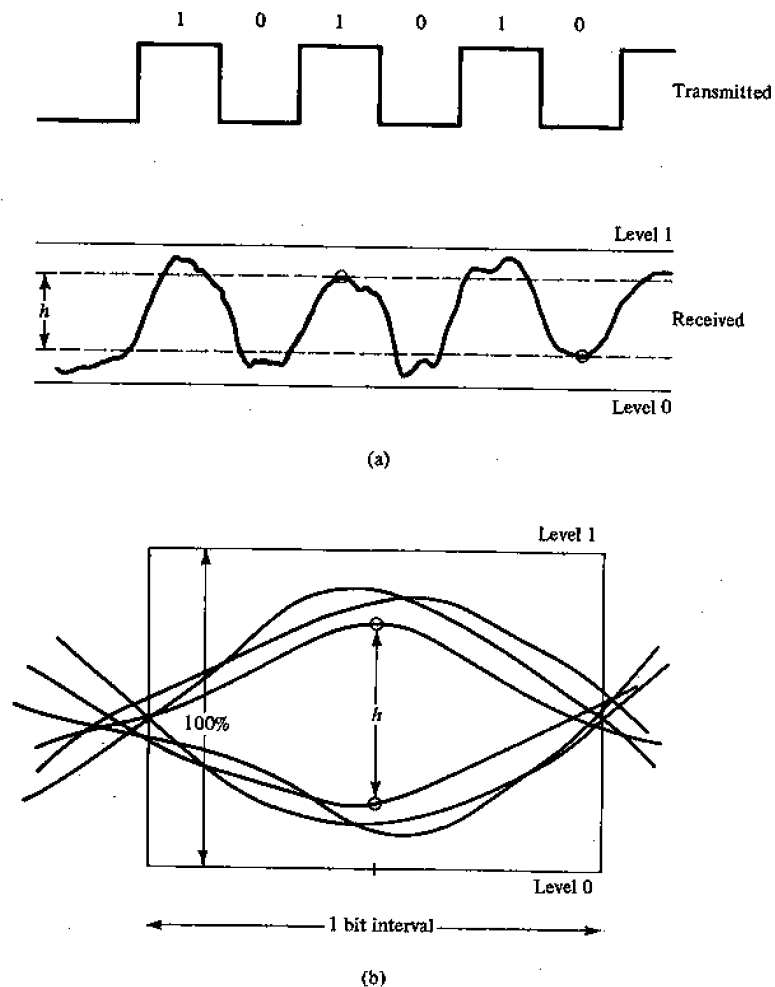 1 0 1 0 1 0
Transmitted
Level 1
h
Received
Level 0
(a)
Level 1
100%
h
Level 0
1 bit interval
(b)